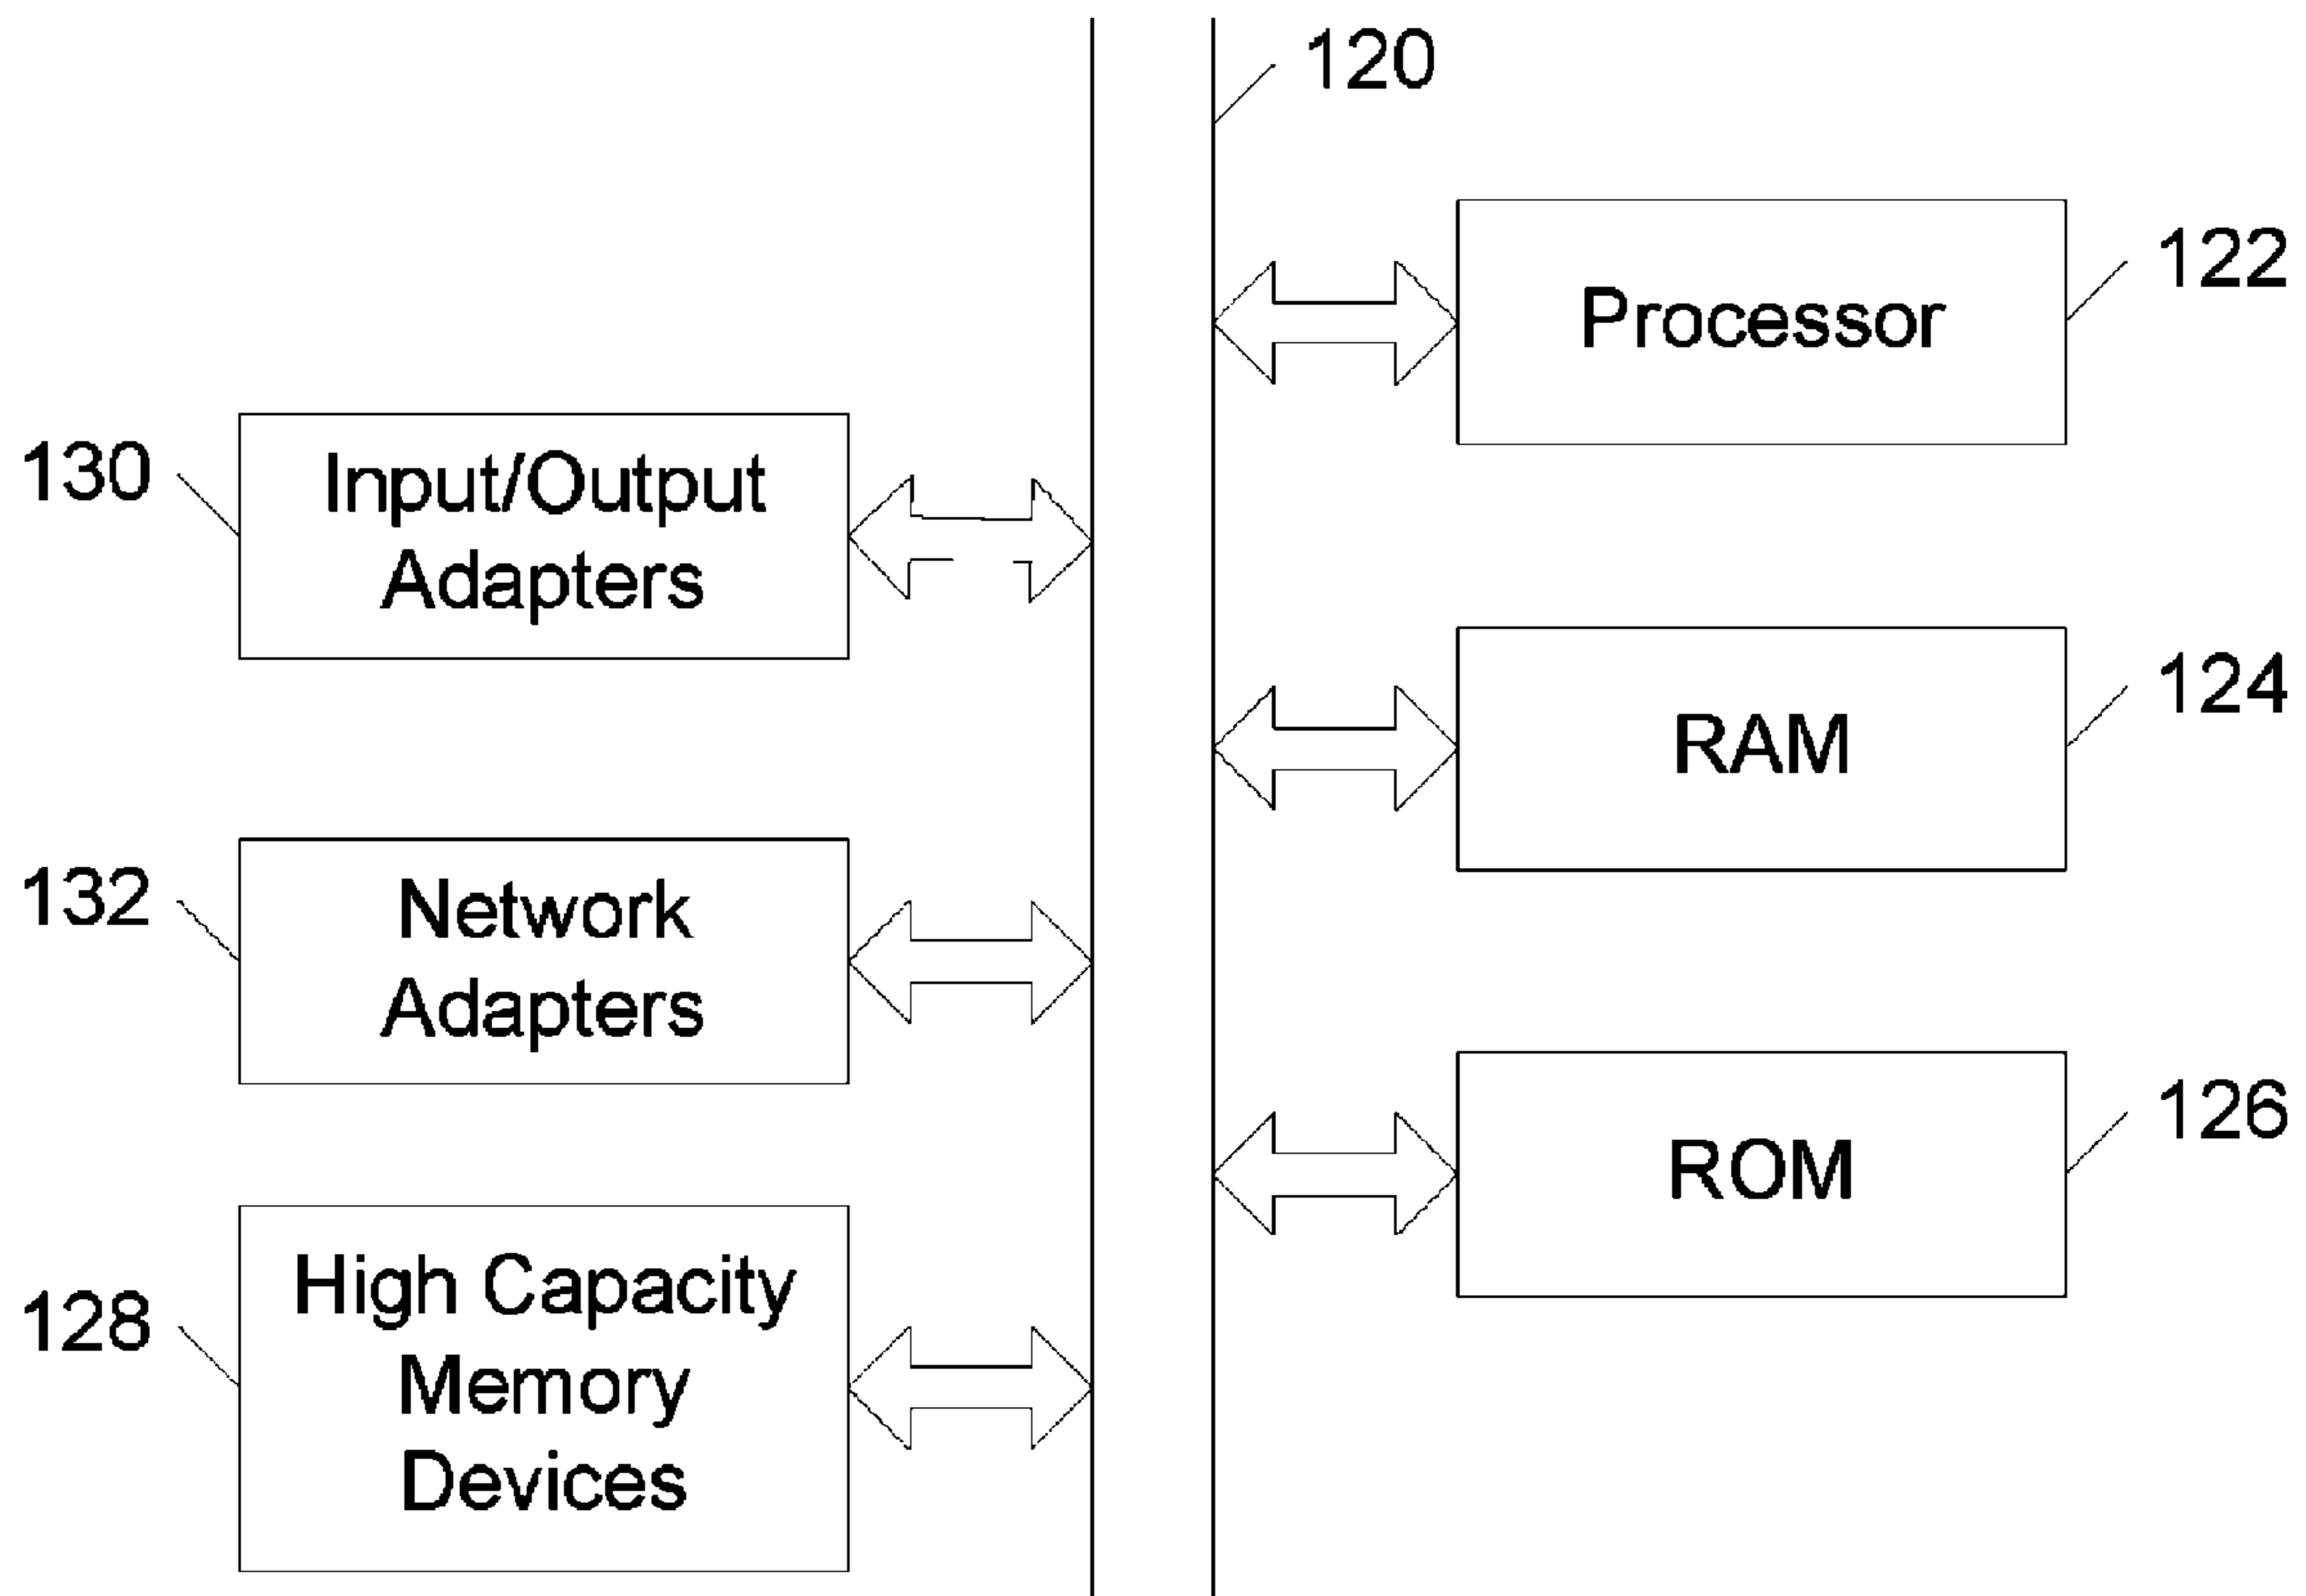 120
Processor
122
130
Input/Output
Adapters
RAM
124
132
Network
Adapters
ROM
126
High Capacity
Memory
Devices
128